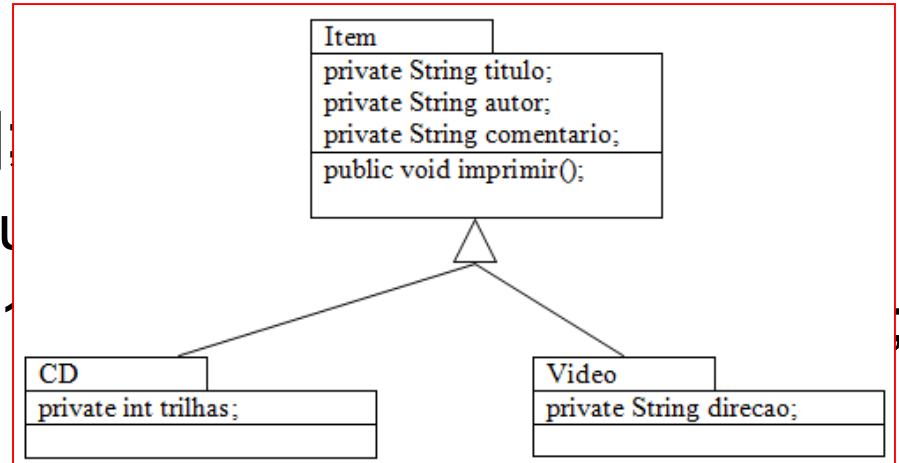 Item
private String titulo;
private String autor;
private String comentario;
public void imprimir();
CD
private int trilhas;
Video
private String direcao;